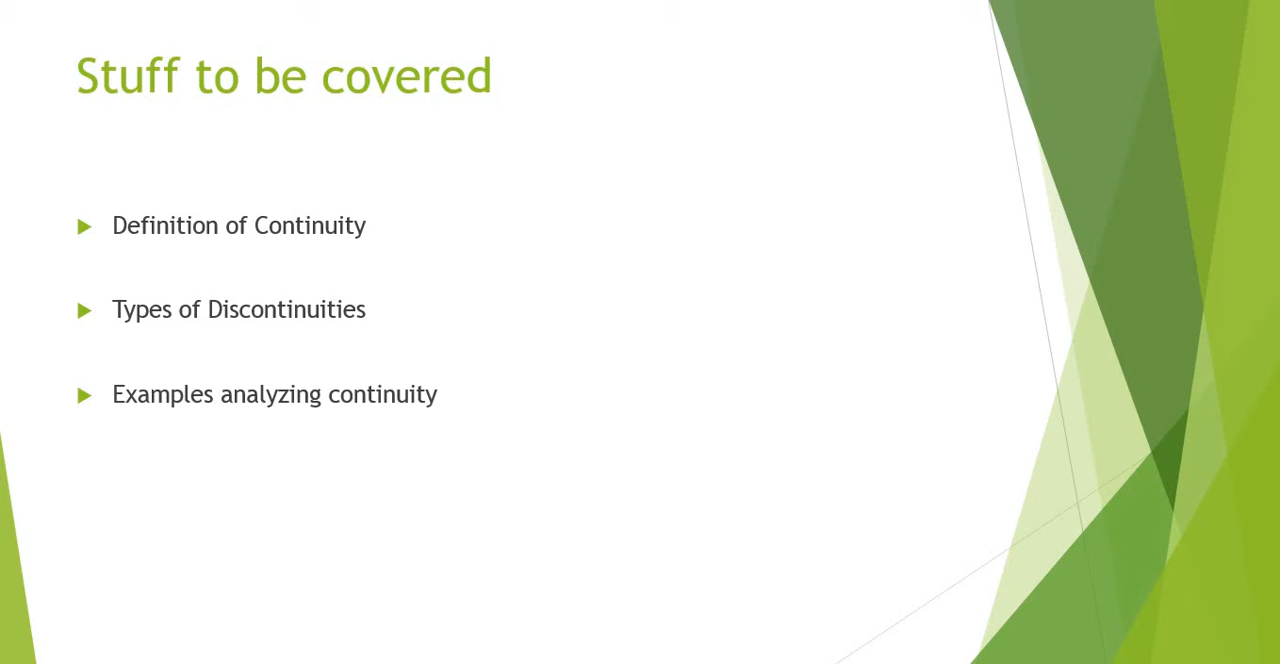 Stuff to be covered
Definition of Continuity
Types of Discontinuities
Examples analyzing continuity